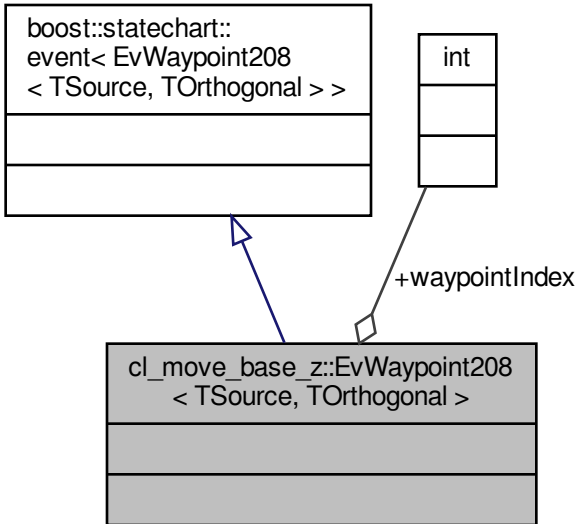 boost::statechart::
event< EvWaypoint208
< TSource, TOrthogonal > >
int
+waypointIndex
cl_move_base_z::EvWaypoint208
< TSource, TOrthogonal >